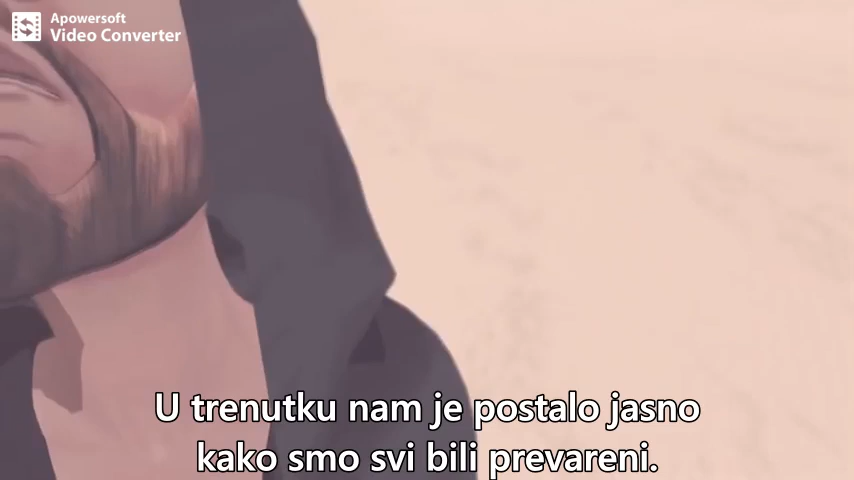 Apowersoft
Video Converter
U trenutku nam je postalo jasno
kako smo svi bili prevareni.